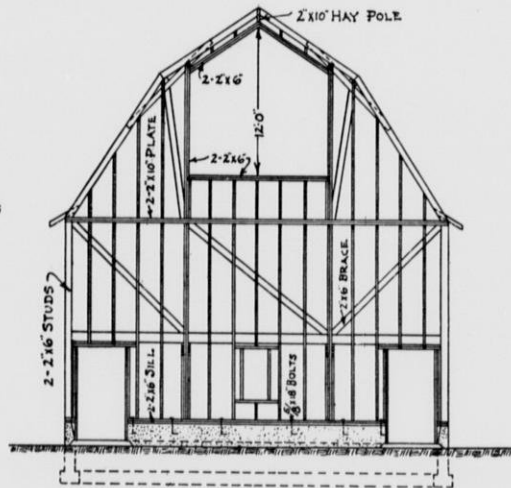 2"X10" HAY POLE
2-2"x6"
12'-0"
2-2"x6"
2-2"x10" PLATE
2"x6" BRACE
2-2"x6" STUDS
1-2"x6" SILL
5/8"x18" BOLTS